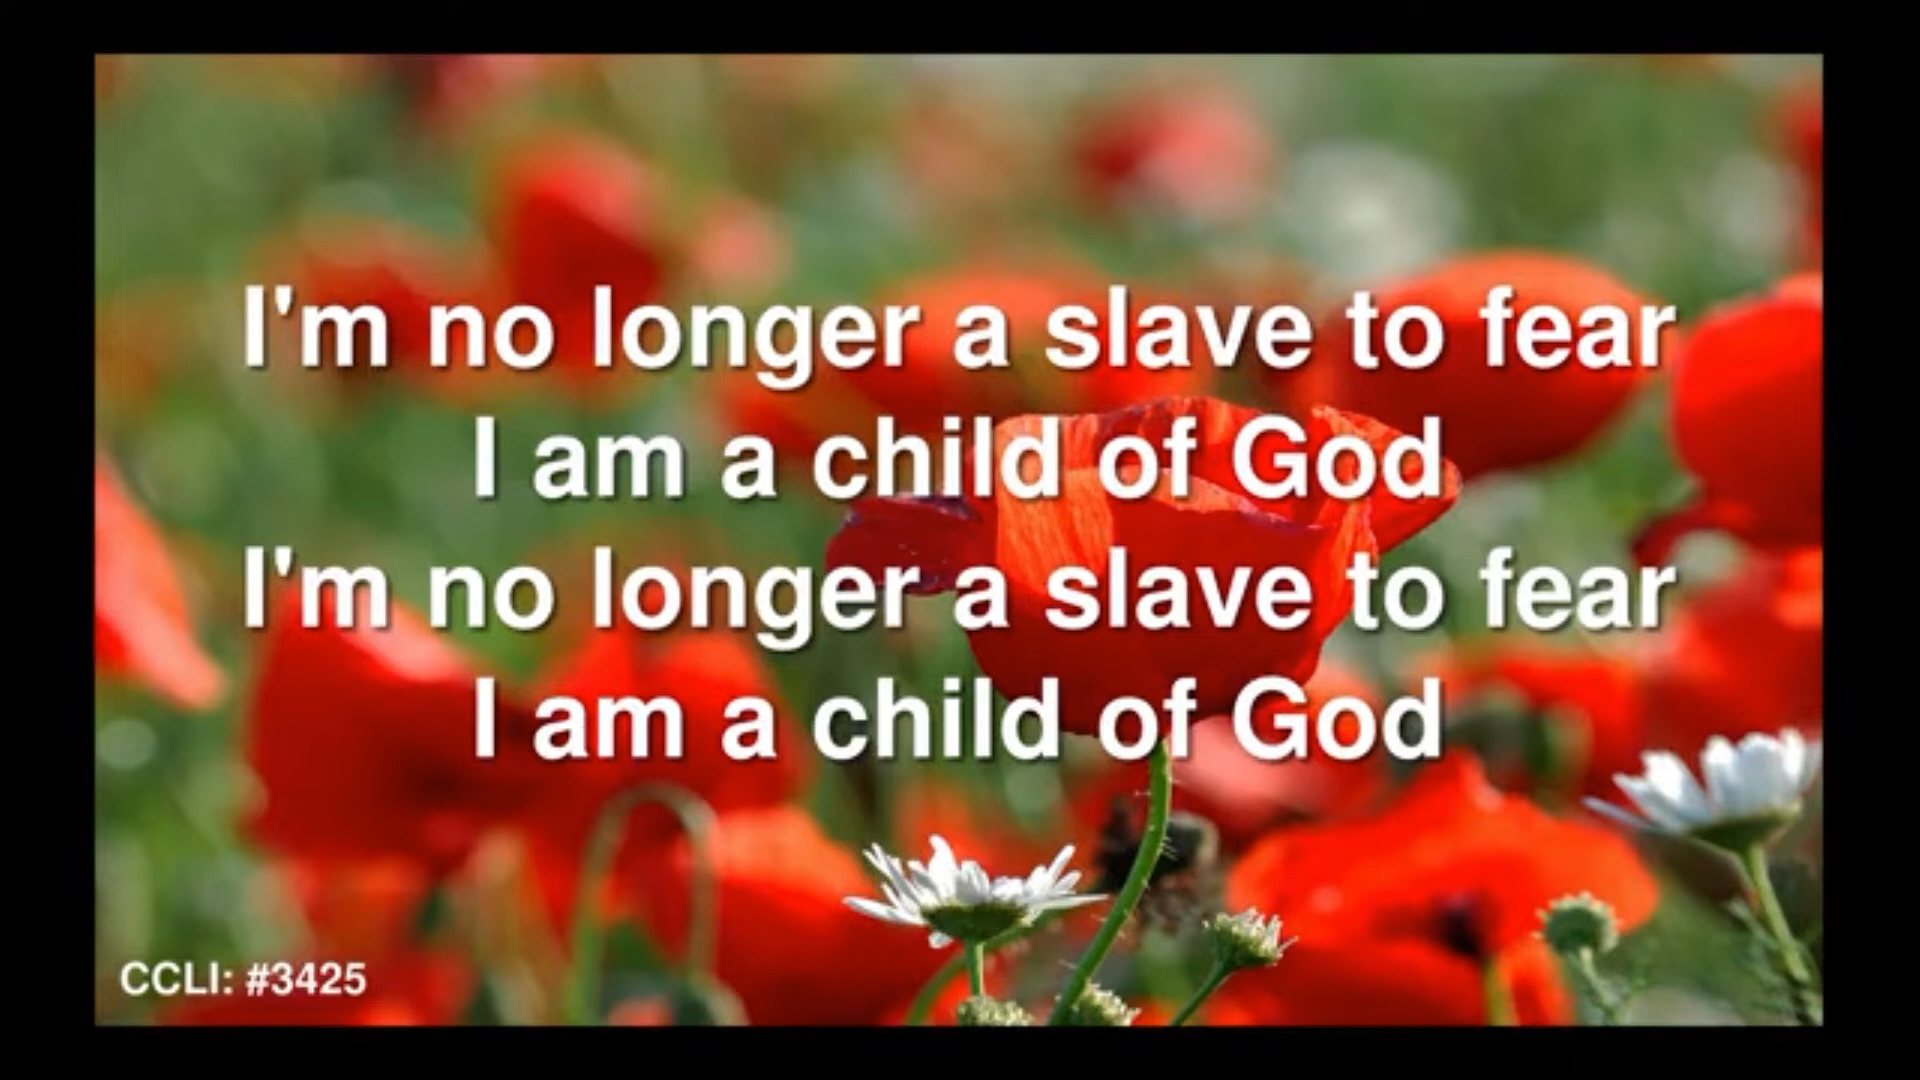 I'm no longer a slave to fear
I am a child of God
I'm no longer a slave to fear
I am a child of God
CCLI: #3425